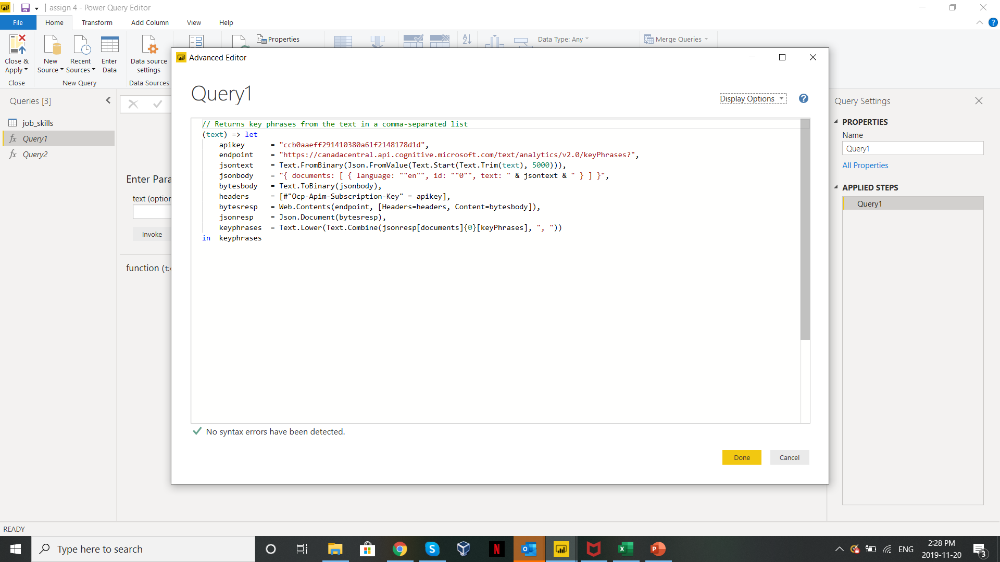 assign 4 - Power Query Editor
File Home Transform Add Column View Help
Close & Apply
New Source
Recent Sources
Enter Data
Data source settings
Properties
Data Type: Any
Merge Queries
Close
New Query
Data Sources
Queries [3]
job_skills
fx Query1
fx Query2
Enter Para
text (option
Invoke
function (te
Advanced Editor
Query1
Display Options
// Returns key phrases from the text in a comma-separated list
(text) => let
apikey = "ccb0aaeff291410380a61f2148178d1d",
endpoint = "https://canadacentral.api.cognitive.microsoft.com/text/analytics/v2.0/keyPhrases?",
jsontext = Text.FromBinary(Json.FromValue(Text.Start(Text.Trim(text), 5000))),
jsonbody = "{ documents: [ { language: ""en"", id: ""0"", text: " & jsontext & " } ] }",
bytesbody = Text.ToBinary(jsonbody),
headers = [#"Ocp-Apim-Subscription-Key" = apikey],
bytesresp = Web.Contents(endpoint, [Headers=headers, Content=bytesbody]),
jsonresp = Json.Document(bytesresp),
keyphrases = Text.Lower(Text.Combine(jsonresp[documents]{0}[keyPhrases], ", "))
in keyphrases
No syntax errors have been detected.
Done
Cancel
Query Settings
PROPERTIES
Name
Query1
All Properties
APPLIED STEPS
Query1
READY
Type here to search
ENG
2:28 PM
2019-11-20
3